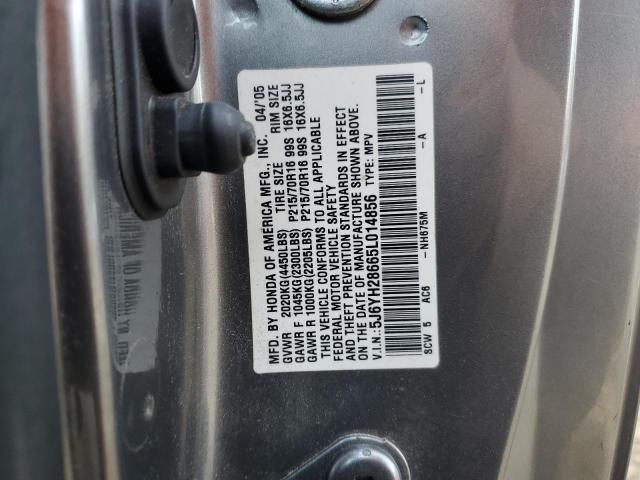 MFD. BY HONDA OF AMERICA MFG., INC. 04/'05
GVWR 2020KG(4450LBS) TIRE SIZE RIM SIZE
GAWR F 1045KG(2300LBS) P215/70R16 99S 16X6.5JJ
GAWR R 1000KG(2205LBS) P215/70R16 99S 16X6.5JJ
THIS VEHICLE CONFORMS TO ALL APPLICABLE
FEDERAL MOTOR VEHICLE SAFETY
AND THEFT PREVENTION STANDARDS IN EFFECT
ON THE DATE OF MANUFACTURE SHOWN ABOVE.
V.I.N.:5J6YH28665L014856 TYPE: MPV
SCW 5 AC6 -NH675M -A -L